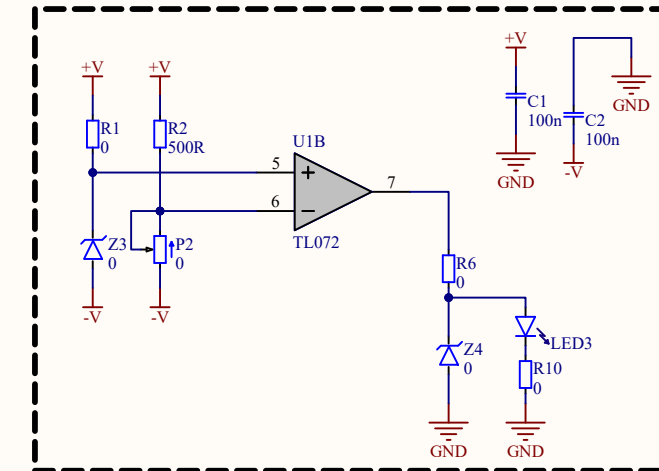 +V
+V
+V
R1
0
R2
500R
U1B
5
6
7
TL072
Z3
0
P2
0
-V
-V
C1
100n
GND
C2
100n
GND
-V
R6
0
Z4
0
LED3
R10
0
GND
GND